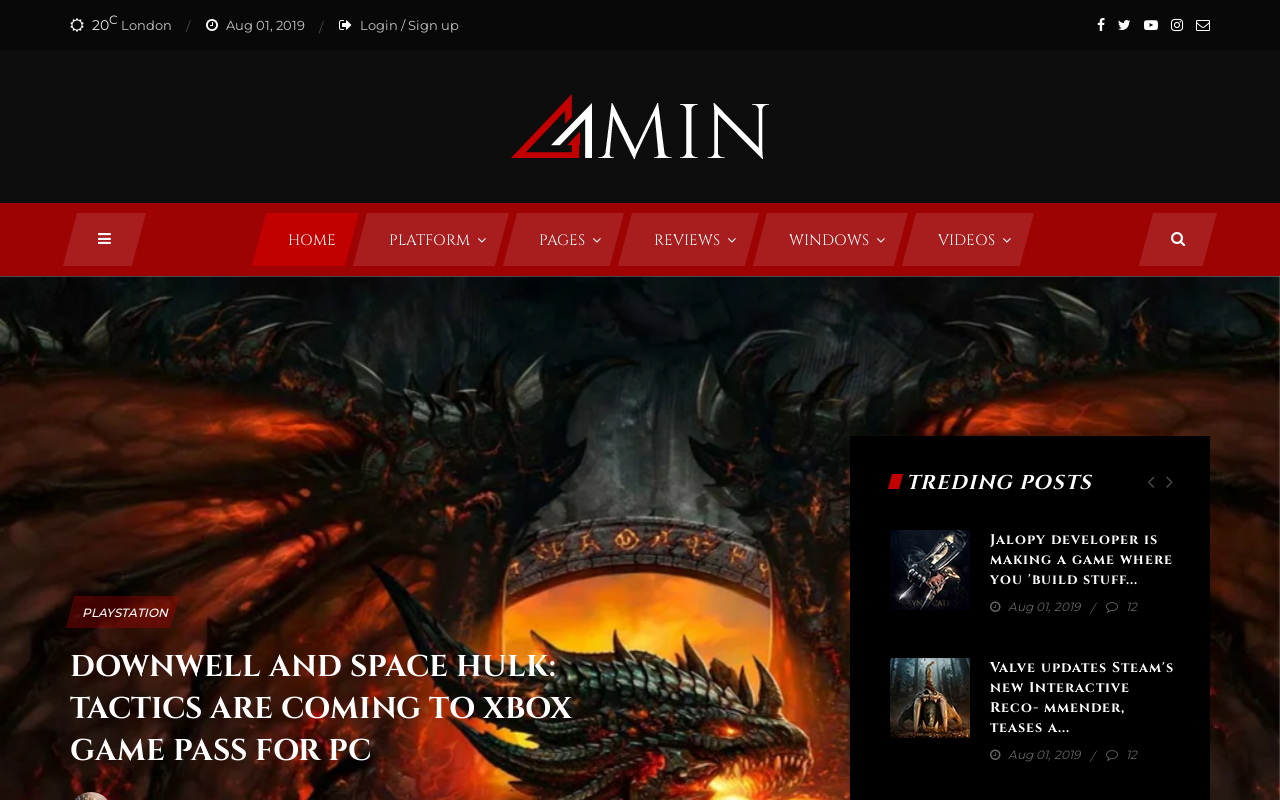 20C London / Aug 01, 2019 / Login / Sign up
MIN
HOME PLATFORM PAGES REVIEWS WINDOWS VIDEOS
TREDING POSTS
Jalopy developer is
making a game where
you 'build stuff...
Aug 01, 2019 / 12
PLAYSTATION
DOWNWELL AND SPACE HULK:
TACTICS ARE COMING TO XBOX
GAME PASS FOR PC
Valve updates Steam's
new Interactive
Reco- mmender,
teases a...
Aug 01, 2019 / 12